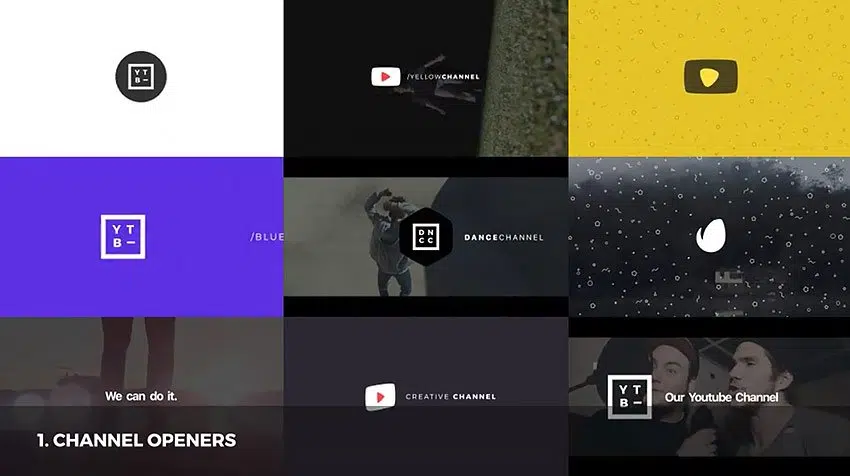 Y T
B –
/YELLOWCHANNEL
Y T
B –
/BLUE
D N
C C
DANCECHANNEL
We can do it.
CREATIVE CHANNEL
Y T
B –
Our Youtube Channel
1. CHANNEL OPENERS